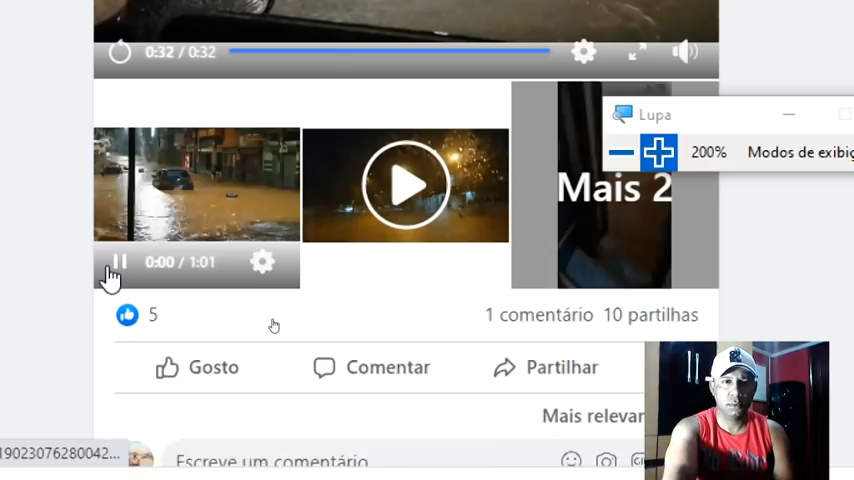 0:32 / 0:32
Lupa
200% Modos de exibiç
Mais 2
0:00 / 1:01
5 1 comentário 10 partilhas
Gosto Comentar Partilhar
Mais relevar
19023076280042...
Escreve um comentário